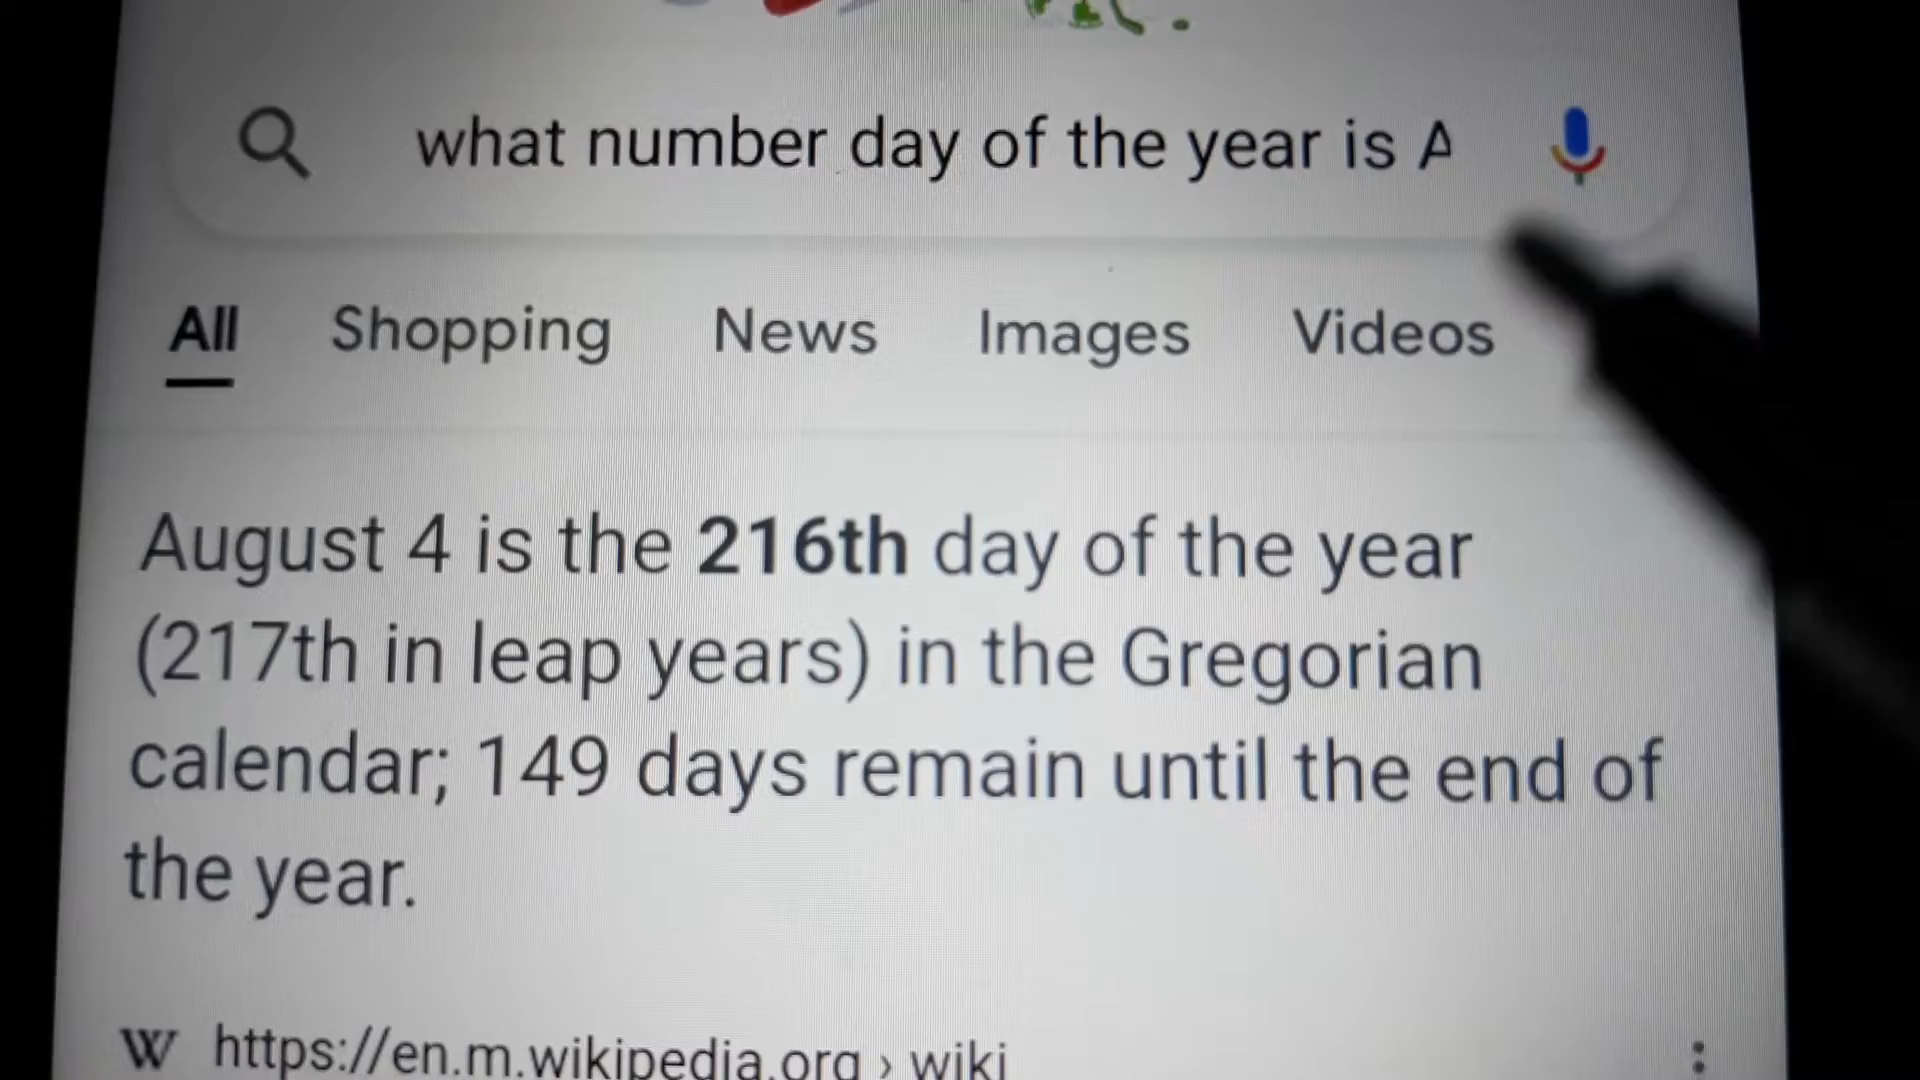 what number day of the year is A
All Shopping News Images Videos
August 4 is the 216th day of the year
(217th in leap years) in the Gregorian
calendar; 149 days remain until the end of
the year.
W https://en.m.wikipedia.org › wiki